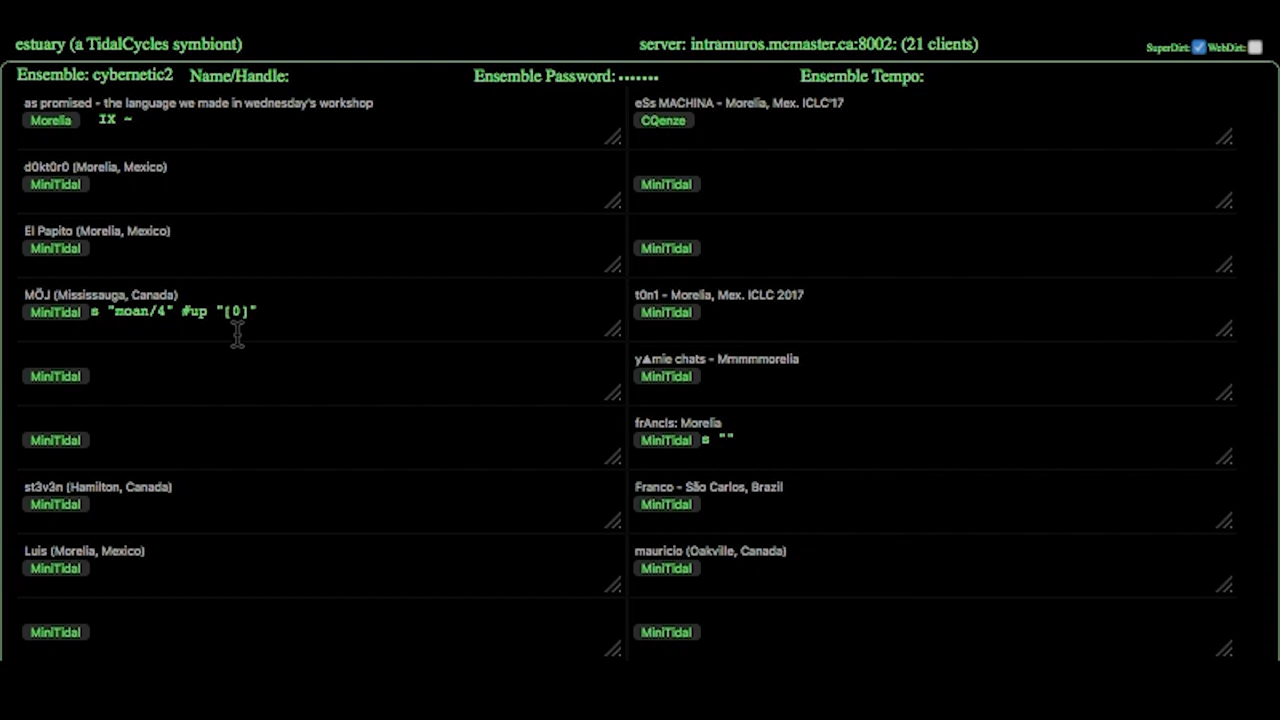 estuary (a TidalCycles symbiont)
server: intramuros.mcmaster.ca:8002: (21 clients)
SuperDirt: WebDirt:
Ensemble: cybernetic2 Name/Handle: Ensemble Password: ••••••• Ensemble Tempo:
as promised - the language we made in wednesday's workshop
Morelia IX ~
eSs MACHINA - Morelia, Mex. ICLC'17
CQenze
d0kt0r0 (Morelia, Mexico)
MiniTidal
MiniTidal
El Papito (Morelia, Mexico)
MiniTidal
MiniTidal
MÖJ (Mississauga, Canada)
MiniTidal s "moan/4" #up "[0]"
t0n1 - Morelia, Mex. ICLC 2017
MiniTidal
MiniTidal
y▲mie chats - Mmmmmorelia
MiniTidal
MiniTidal
frAncIs: Morelia
MiniTidal s ""
st3v3n (Hamilton, Canada)
MiniTidal
Franco - São Carlos, Brazil
MiniTidal
Luis (Morelia, Mexico)
MiniTidal
mauricio (Oakville, Canada)
MiniTidal
MiniTidal
MiniTidal